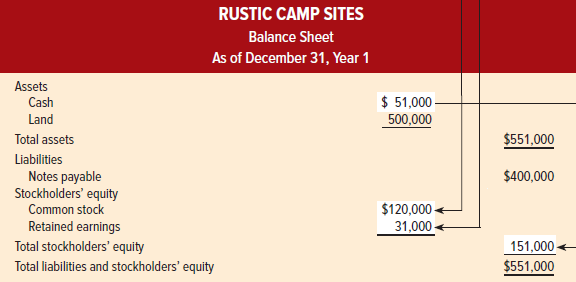 RUSTIC CAMP SITES
Balance Sheet
As of December 31, Year 1
Assets
Cash $ 51,000
Land 500,000
Total assets $551,000
Liabilities
Notes payable $400,000
Stockholders' equity
Common stock $120,000
Retained earnings 31,000
Total stockholders' equity 151,000
Total liabilities and stockholders' equity $551,000